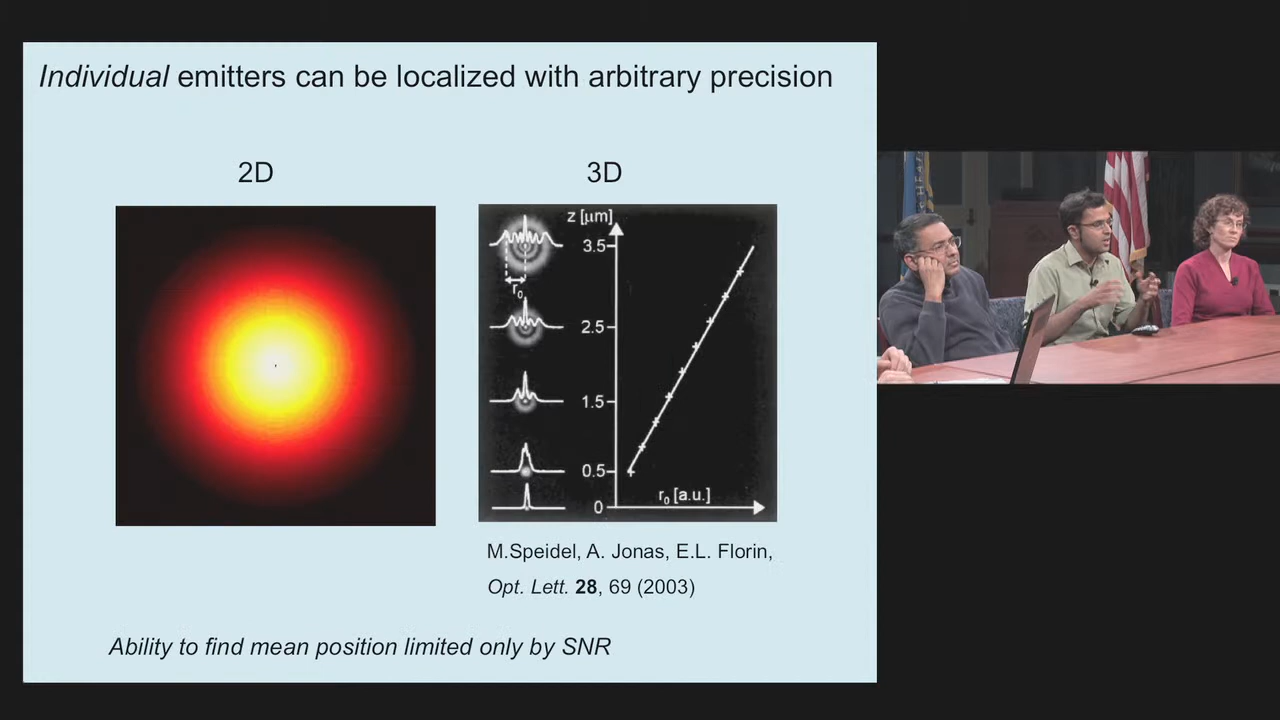 Individual emitters can be localized with arbitrary precision
2D
3D
z [μm]
3.5
r₀
2.5
1.5
0.5
r₀ [a.u.]
0
M.Speidel, A. Jonas, E.L. Florin,
Opt. Lett. 28, 69 (2003)
Ability to find mean position limited only by SNR